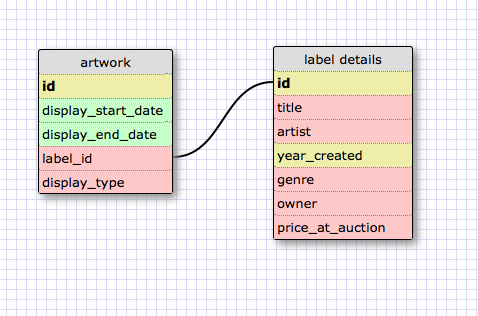 artwork
id
display_start_date
display_end_date
label_id
display_type
label details
id
title
artist
year_created
genre
owner
price_at_auction